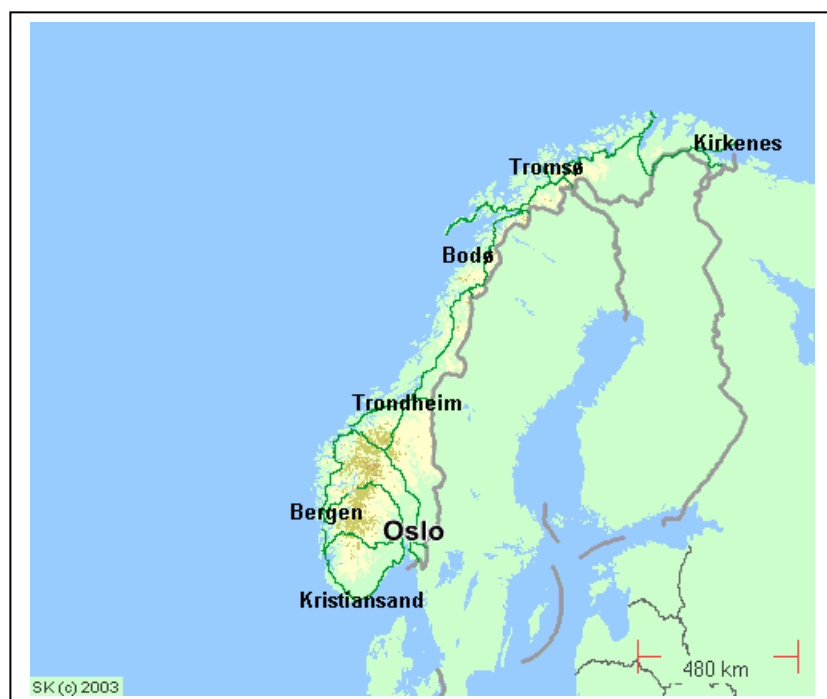 Kirkenes
Tromsø
Bodø
Trondheim
Bergen
Oslo
Kristiansand
480 km
SK (c) 2003